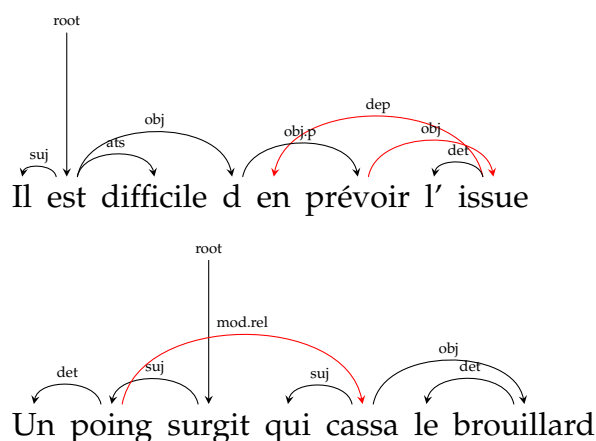 root
dep
obj
obj.p
obj
ats
det
suj
Il est difficile d en prévoir l’ issue
root
mod.rel
obj
det
suj
suj
det
Un poing surgit qui cassa le brouillard